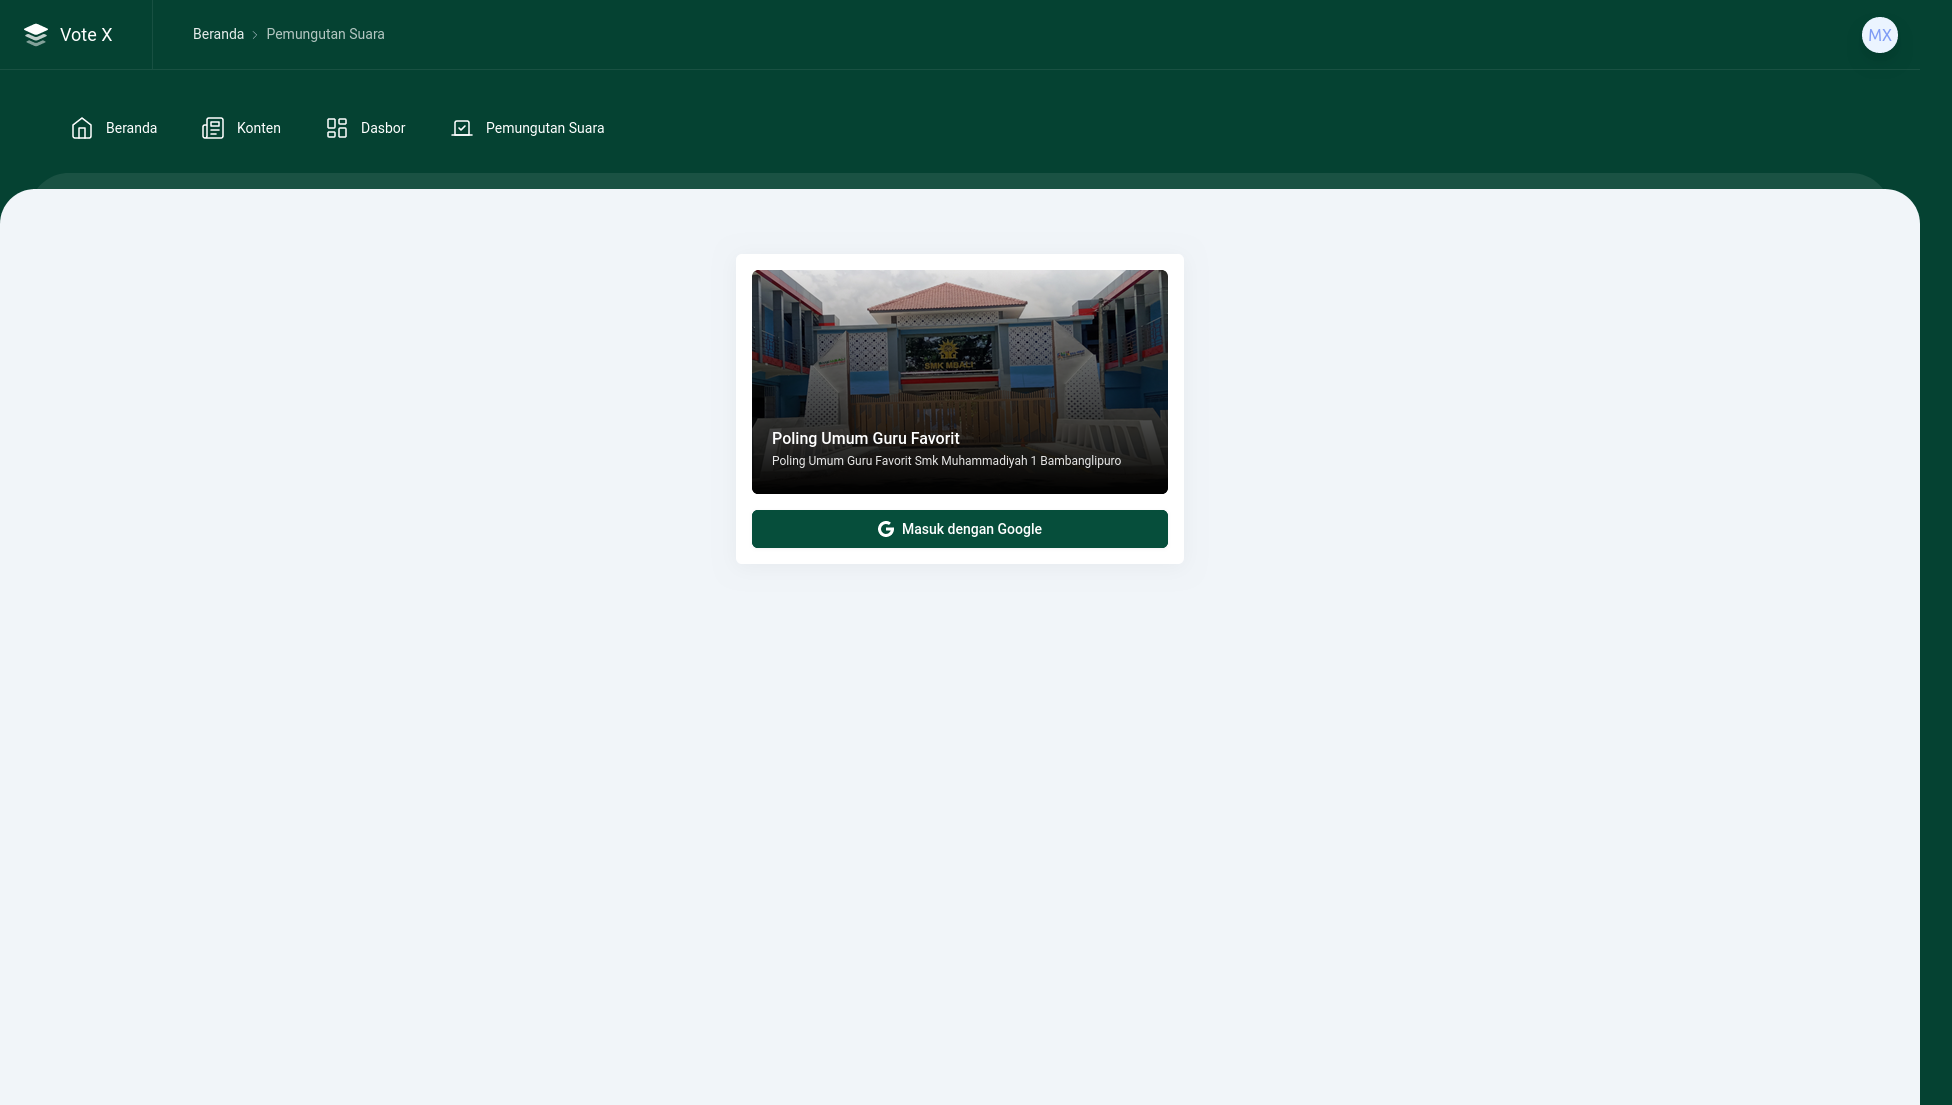 Vote X
Beranda
Pemungutan Suara
MX
Beranda
Konten
Dasbor
Pemungutan Suara
SMK MBALI
Poling Umum Guru Favorit
Poling Umum Guru Favorit Smk Muhammadiyah 1 Bambanglipuro
Masuk dengan Google